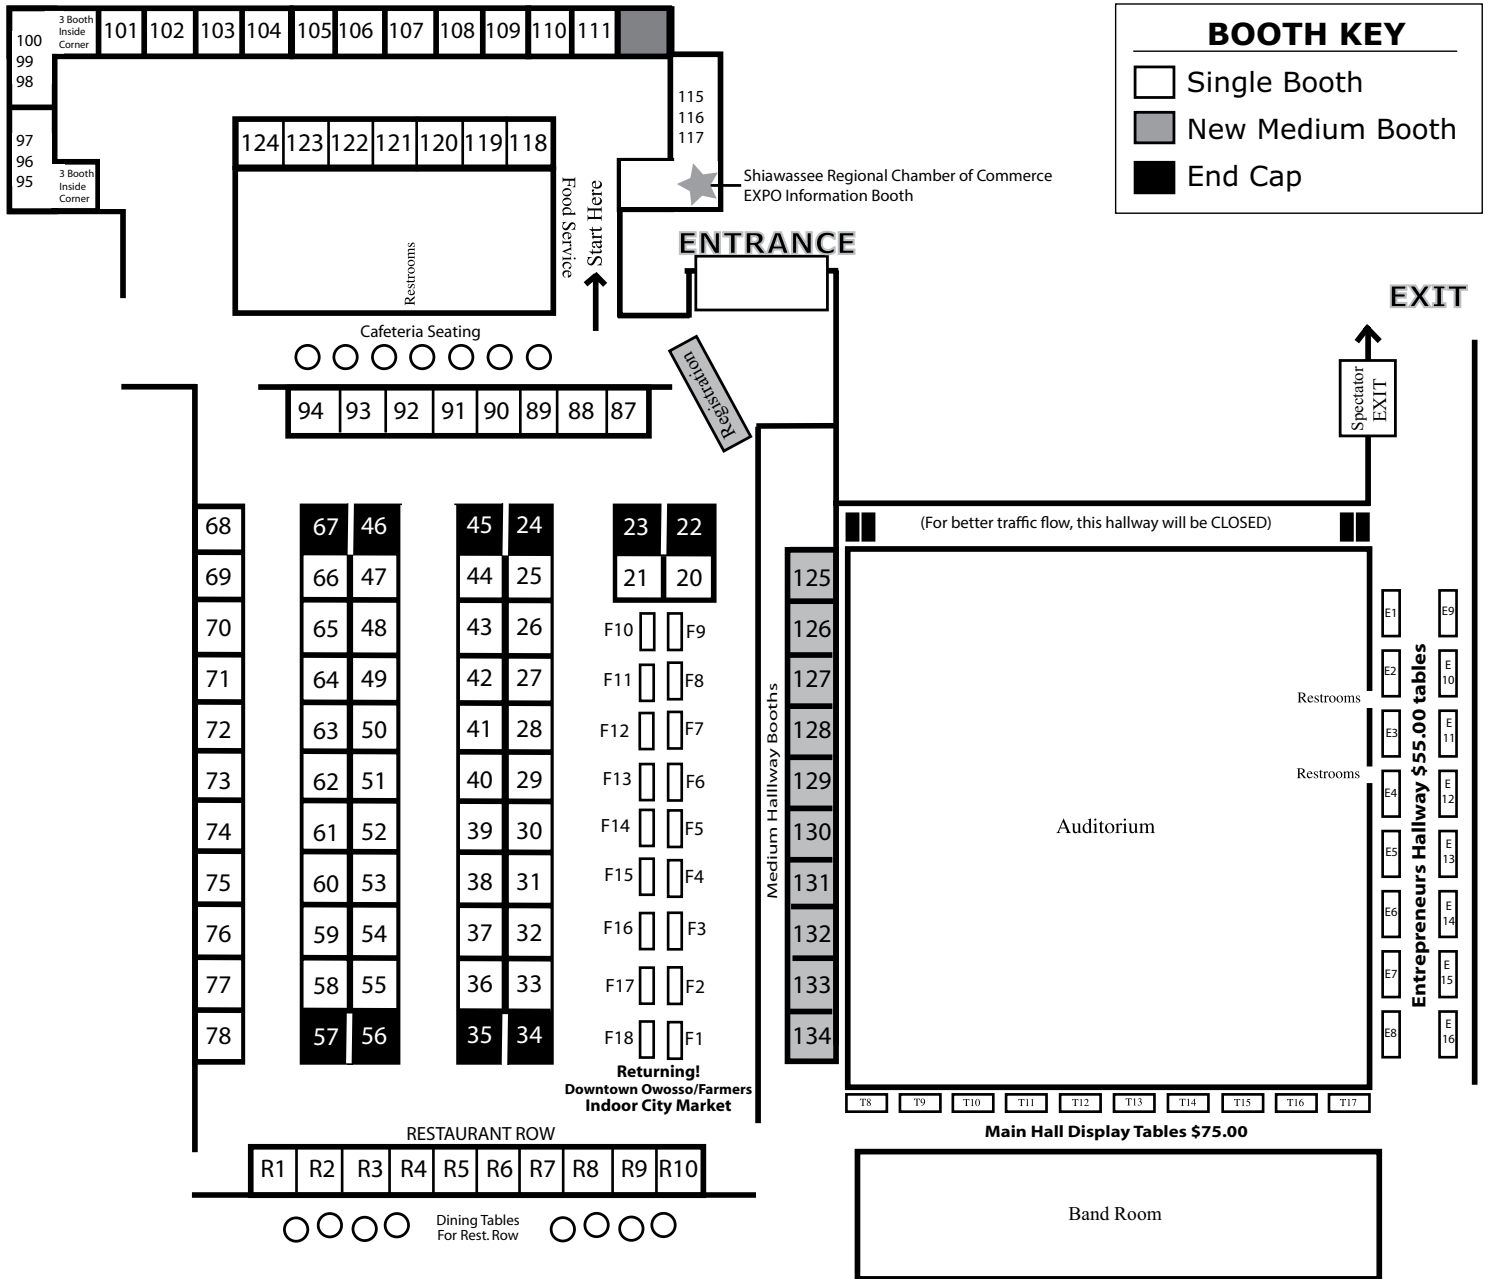 BOOTH KEY
Single Booth
New Medium Booth
End Cap
3 Booth
Inside
Corner
100
99
98
101 102 103 104 105 106 107 108 109 110 111
97
96
95
3 Booth
Inside
Corner
115
116
117
124 123 122 121 120 119 118
Shiawassee Regional Chamber of Commerce
EXPO Information Booth
Restrooms
Food Service
Start Here
ENTRANCE
EXIT
Spectator
EXIT
Cafeteria Seating
Registration
94 93 92 91 90 89 88 87
(For better traffic flow, this hallway will be CLOSED)
68 67 46 45 24 23 22
69 66 47 44 25 21 20 125
70 65 48 43 26 F10 F9 126
71 64 49 42 27 F11 F8 127
72 63 50 41 28 F12 F7 128
73 62 51 40 29 F13 F6 129
74 61 52 39 30 F14 F5 130
75 60 53 38 31 F15 F4 131
76 59 54 37 32 F16 F3 132
77 58 55 36 33 F17 F2 133
78 57 56 35 34 F18 F1 134
Medium Halllway Booths
Returning!
Downtown Owosso/Farmers
Indoor City Market
Restrooms
Restrooms
Auditorium
E1 E9
E2 E
10
E3 E
11
E4 E
12
E5 E
13
E6 E
14
E7 E
15
E8 E
16
Entrepreneurs Hallway $55.00 tables
T8 T9 T10 T11 T12 T13 T14 T15 T16 T17
Main Hall Display Tables $75.00
RESTAURANT ROW
R1 R2 R3 R4 R5 R6 R7 R8 R9 R10
Dining Tables
For Rest. Row
Band Room